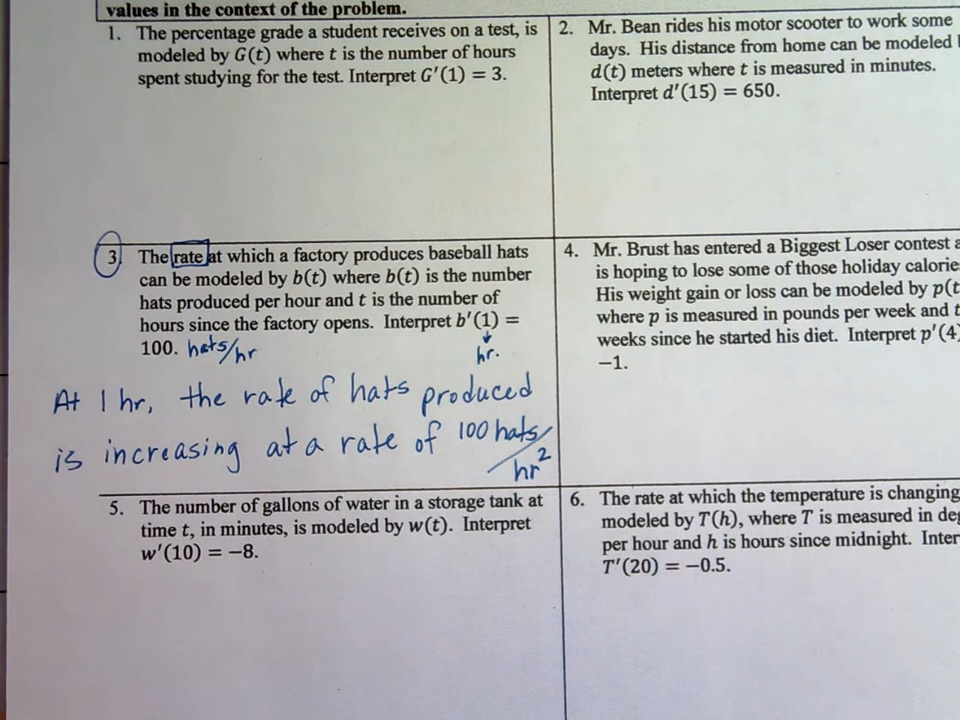 values in the context of the problem.
1. The percentage grade a student receives on a test, is
modeled by G(t) where t is the number of hours
spent studying for the test. Interpret G′(1) = 3.
2. Mr. Bean rides his motor scooter to work some
days. His distance from home can be modeled
d(t) meters where t is measured in minutes.
Interpret d′(15) = 650.
3. The rate at which a factory produces baseball hats
can be modeled by b(t) where b(t) is the number
hats produced per hour and t is the number of
hours since the factory opens. Interpret b′(1) =
100. hats/hr
hr.
At 1 hr, the rate of hats produced
is increasing at a rate of 100 hats/
hr²
4. Mr. Brust has entered a Biggest Loser contest
is hoping to lose some of those holiday calorie
His weight gain or loss can be modeled by p(t
where p is measured in pounds per week and t
weeks since he started his diet. Interpret p′(4)
−1.
5. The number of gallons of water in a storage tank at
time t, in minutes, is modeled by w(t). Interpret
w′(10) = −8.
6. The rate at which the temperature is changing
modeled by T(h), where T is measured in deg
per hour and h is hours since midnight. Inter
T′(20) = −0.5.